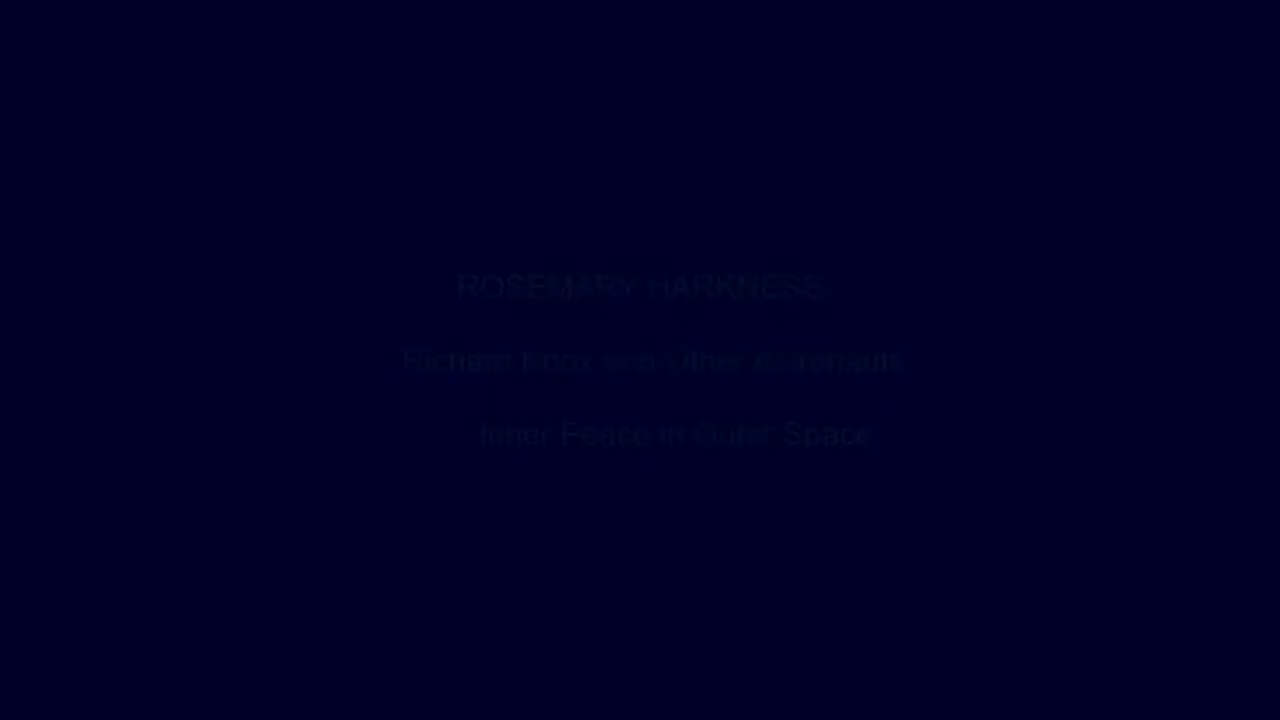 ROSEMARY HARKNESS
Richard Knox and Other Astronauts
Inner Peace in Outer Space